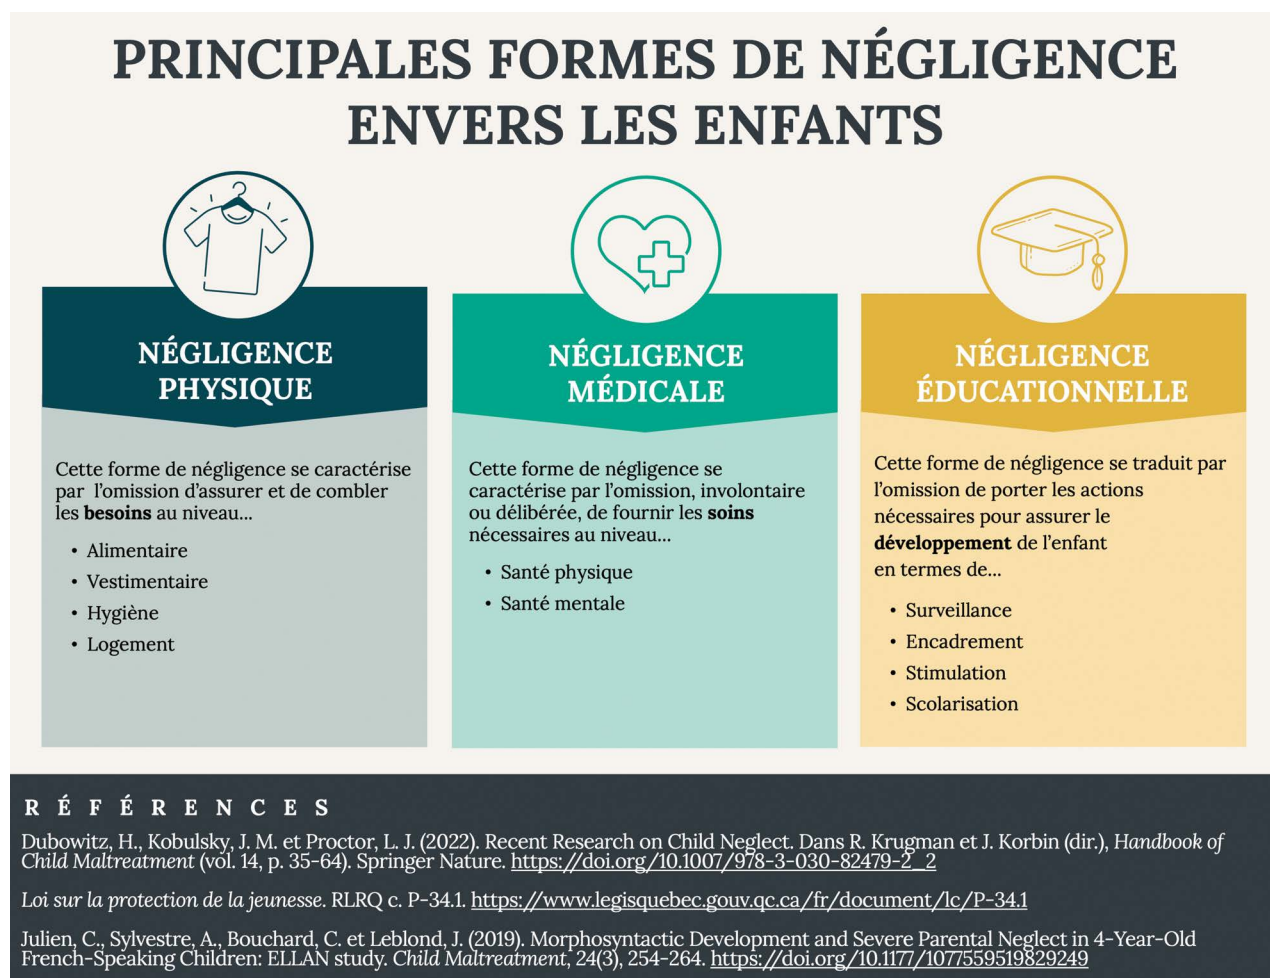 PRINCIPALES FORMES DE NÉGLIGENCE
ENVERS LES ENFANTS
NÉGLIGENCE
PHYSIQUE
Cette forme de négligence se caractérise
par l'omission d'assurer et de combler
les besoins au niveau...
• Alimentaire
• Vestimentaire
• Hygiène
• Logement
NÉGLIGENCE
MÉDICALE
Cette forme de négligence se
caractérise par l'omission, involontaire
ou délibérée, de fournir les soins
nécessaires au niveau...
• Santé physique
• Santé mentale
NÉGLIGENCE
ÉDUCATIONNELLE
Cette forme de négligence se traduit par
l'omission de porter les actions
nécessaires pour assurer le
développement de l'enfant
en termes de...
• Surveillance
• Encadrement
• Stimulation
• Scolarisation
RÉFÉRENCES
Dubowitz, H., Kobulsky, J. M. et Proctor, L. J. (2022). Recent Research on Child Neglect. Dans R. Krugman et J. Korbin (dir.), Handbook of
Child Maltreatment (vol. 14, p. 35-64). Springer Nature. https://doi.org/10.1007/978-3-030-82479-2_2
Loi sur la protection de la jeunesse. RLRQ c. P-34.1. https://www.legisquebec.gouv.qc.ca/fr/document/lc/P-34.1
Julien, C., Sylvestre, A., Bouchard, C. et Leblond, J. (2019). Morphosyntactic Development and Severe Parental Neglect in 4-Year-Old
French-Speaking Children: ELLAN study. Child Maltreatment, 24(3), 254-264. https://doi.org/10.1177/1077559519829249